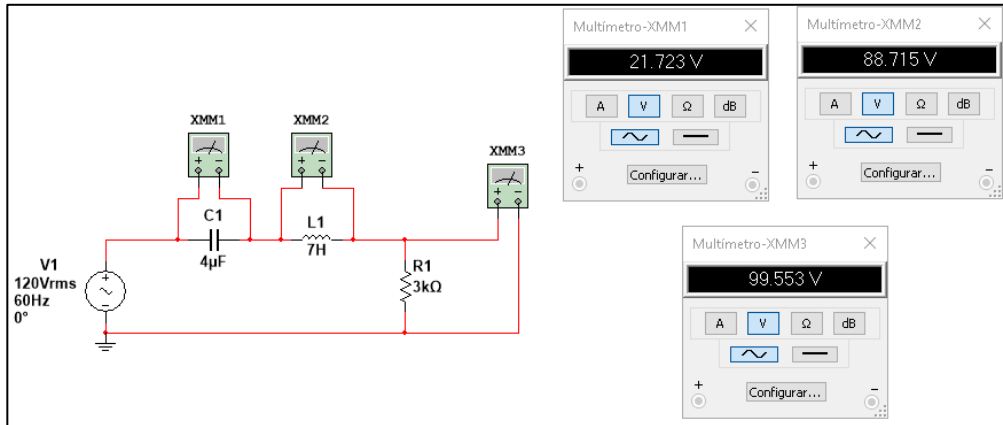 Multímetro-XMM1
21.723 V
A V Ω dB
+ Configurar... -
Multímetro-XMM2
88.715 V
A V Ω dB
+ Configurar... -
XMM1
+ -
XMM2
+ -
XMM3
+ -
C1
4µF
L1
7H
V1
120Vrms
60Hz
0°
+
-
R1
3kΩ
Multímetro-XMM3
99.553 V
A V Ω dB
+ Configurar... -